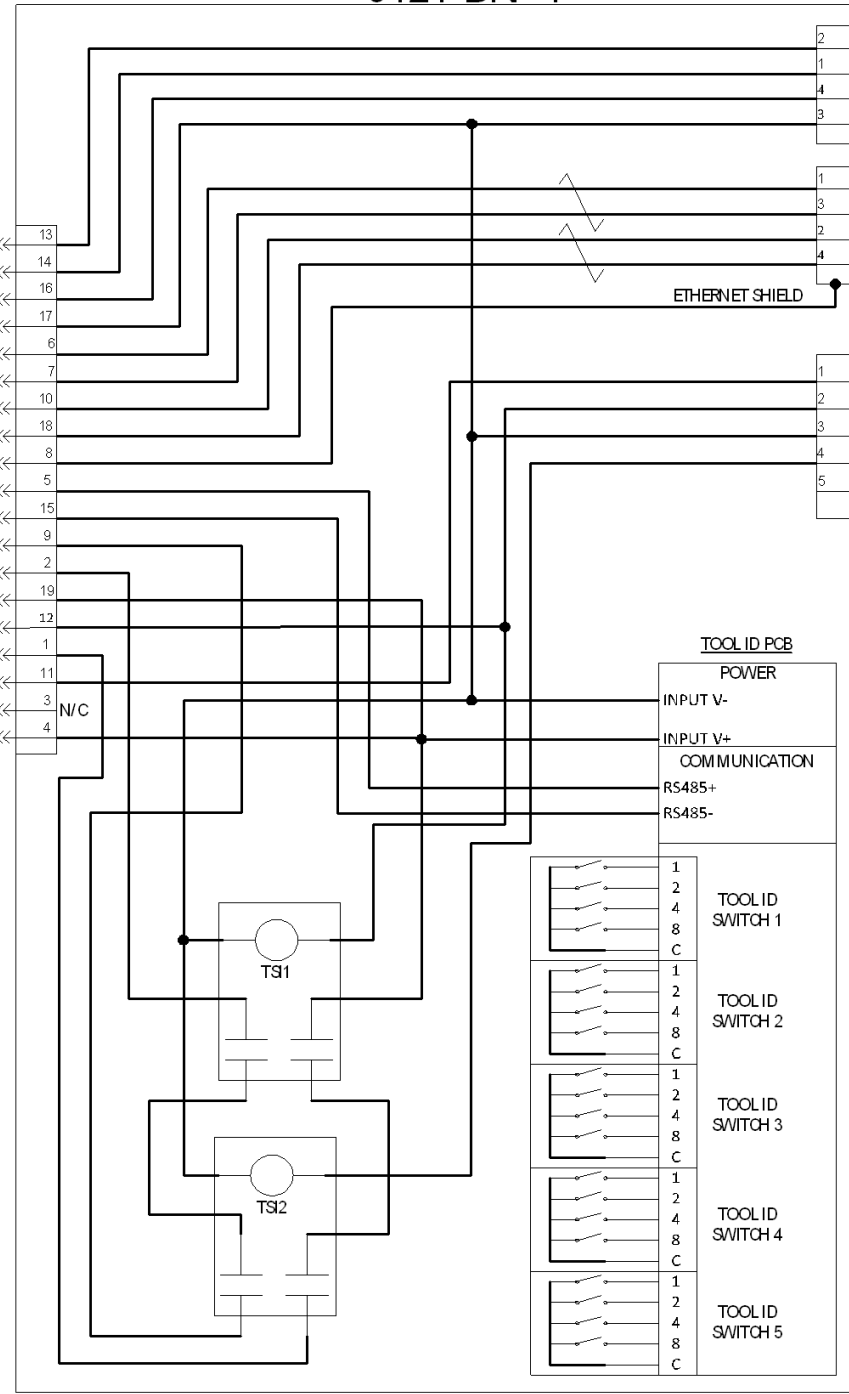 2
1
4
3
1
3
2
4
ETHERNET SHIELD
13
14
16
17
6
7
10
18
8
5
15
9
2
19
12
1
11
3 N/C
4
1
2
3
4
5
TOOL ID PCB
POWER
INPUT V-
INPUT V+
COMMUNICATION
RS485+
RS485-
1
2
4
8
C
TOOL ID
SWITCH 1
1
2
4
8
C
TOOL ID
SWITCH 2
1
2
4
8
C
TOOL ID
SWITCH 3
1
2
4
8
C
TOOL ID
SWITCH 4
1
2
4
8
C
TOOL ID
SWITCH 5
TSI1
TSI2